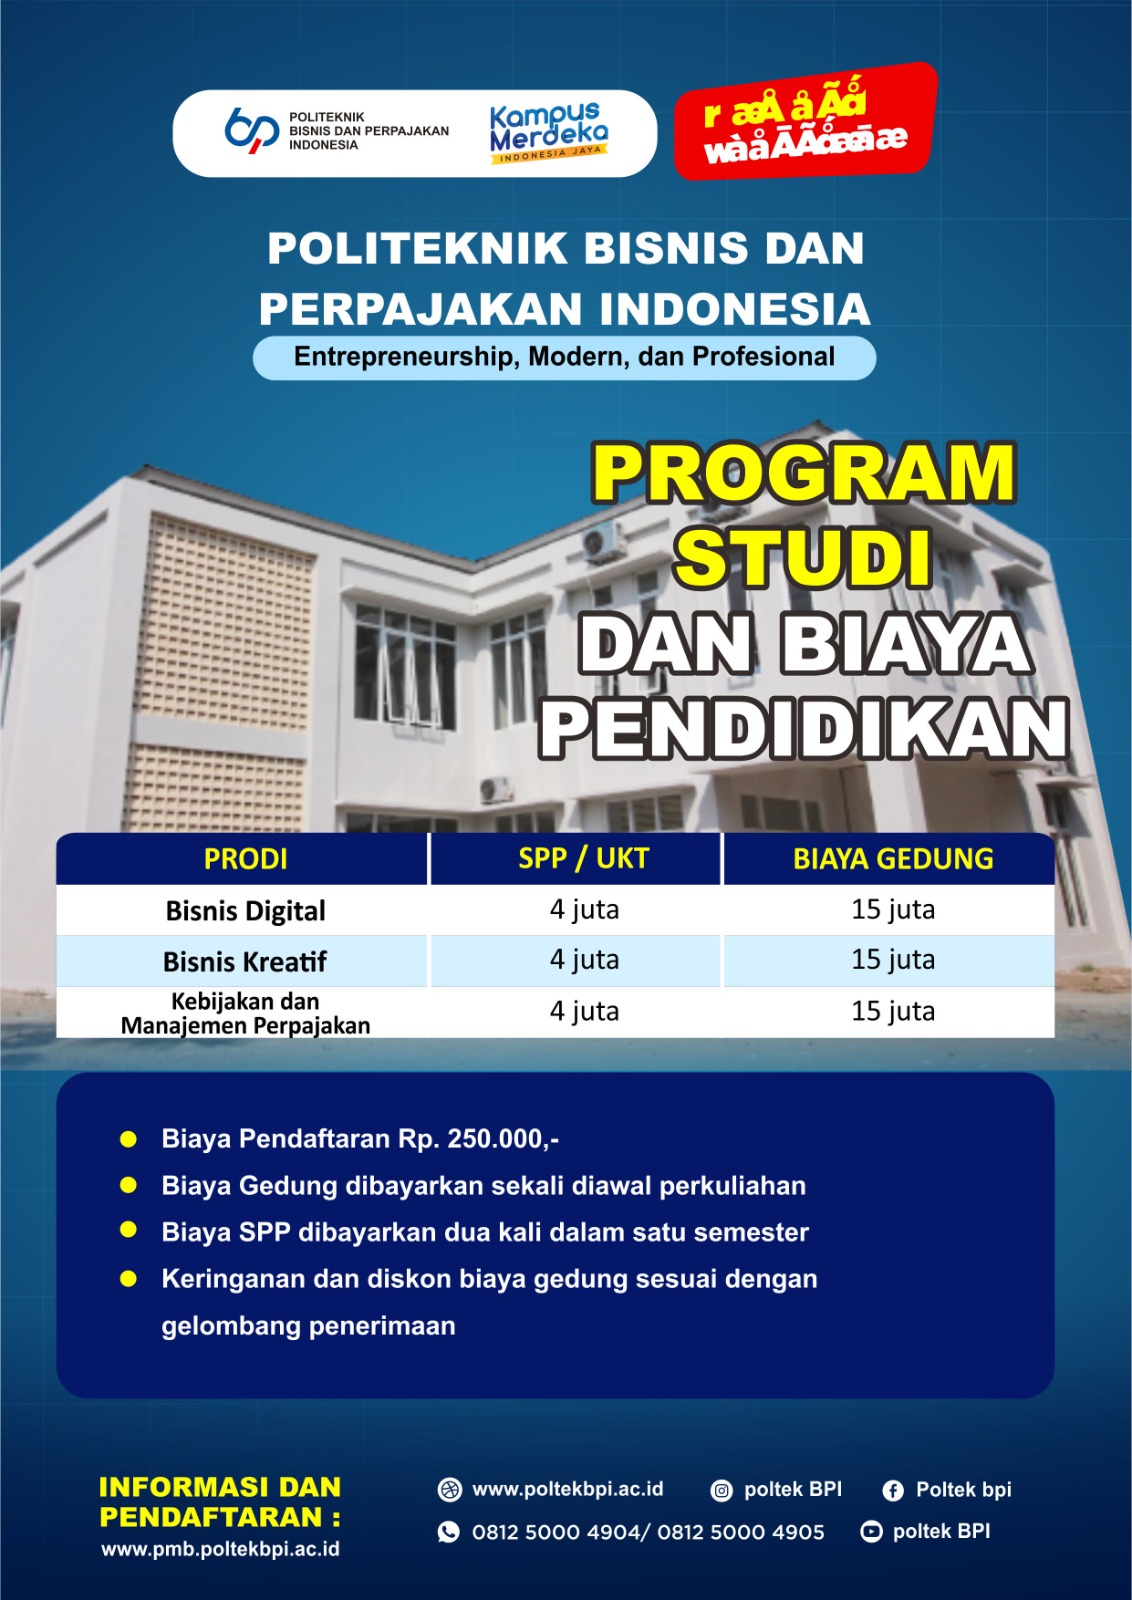 POLITEKNIK
BISNIS DAN PERPAJAKAN
INDONESIA
Kampus
Merdeka
INDONESIA JAYA
POLITEKNIK BISNIS DAN
PERPAJAKAN INDONESIA
Entrepreneurship, Modern, dan Profesional
PROGRAM
STUDI
DAN BIAYA
PENDIDIKAN
PRODI SPP / UKT BIAYA GEDUNG
Bisnis Digital 4 juta 15 juta
Bisnis Kreatif 4 juta 15 juta
Kebijakan dan
Manajemen Perpajakan 4 juta 15 juta
Biaya Pendaftaran Rp. 250.000,-
Biaya Gedung dibayarkan sekali diawal perkuliahan
Biaya SPP dibayarkan dua kali dalam satu semester
Keringanan dan diskon biaya gedung sesuai dengan
gelombang penerimaan
INFORMASI DAN
PENDAFTARAN :
www.pmb.poltekbpi.ac.id
www.poltekbpi.ac.id poltek BPI Poltek bpi
0812 5000 4904/ 0812 5000 4905 poltek BPI